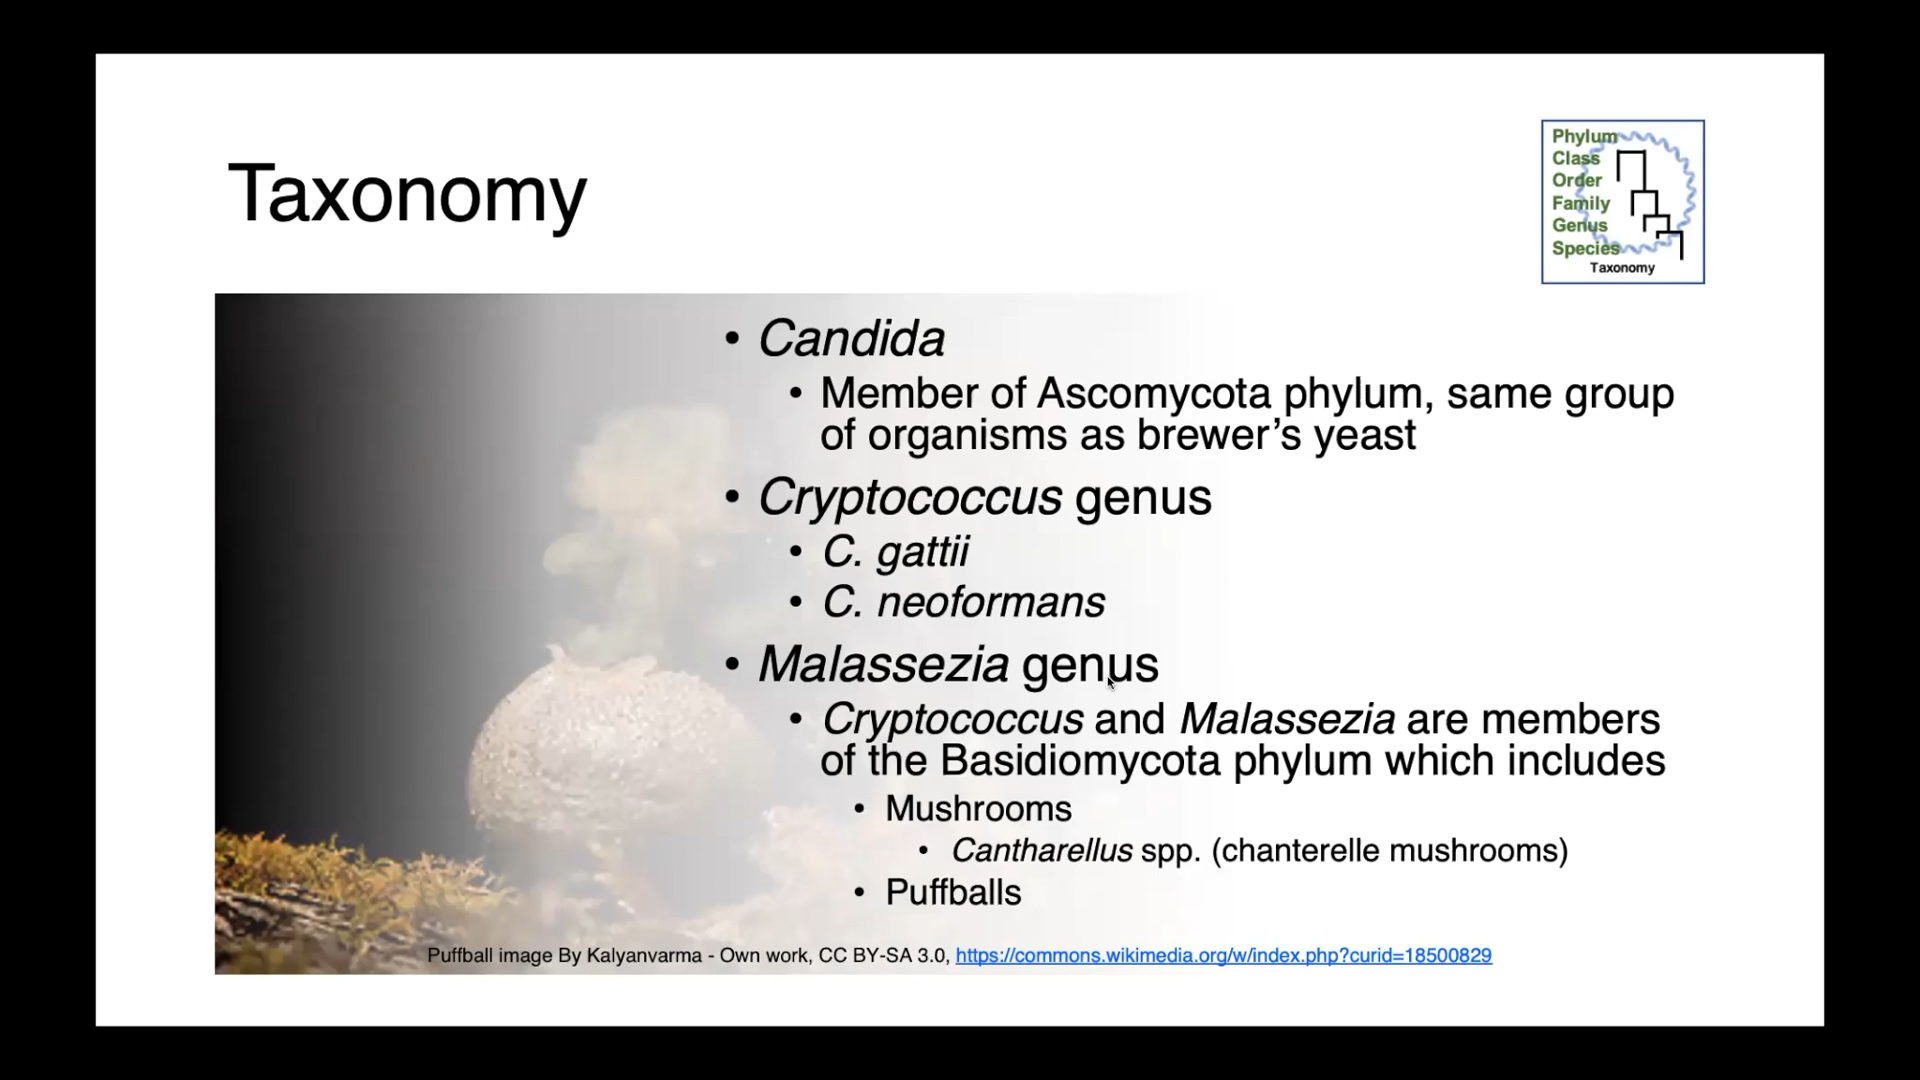 Taxonomy
Phylum
Class
Order
Family
Genus
Species
Taxonomy
• Candida
• Member of Ascomycota phylum, same group
of organisms as brewer’s yeast
• Cryptococcus genus
• C. gattii
• C. neoformans
• Malassezia genus
• Cryptococcus and Malassezia are members
of the Basidiomycota phylum which includes
• Mushrooms
• Cantharellus spp. (chanterelle mushrooms)
• Puffballs
Puffball image By Kalyanvarma - Own work, CC BY-SA 3.0, https://commons.wikimedia.org/w/index.php?curid=18500829